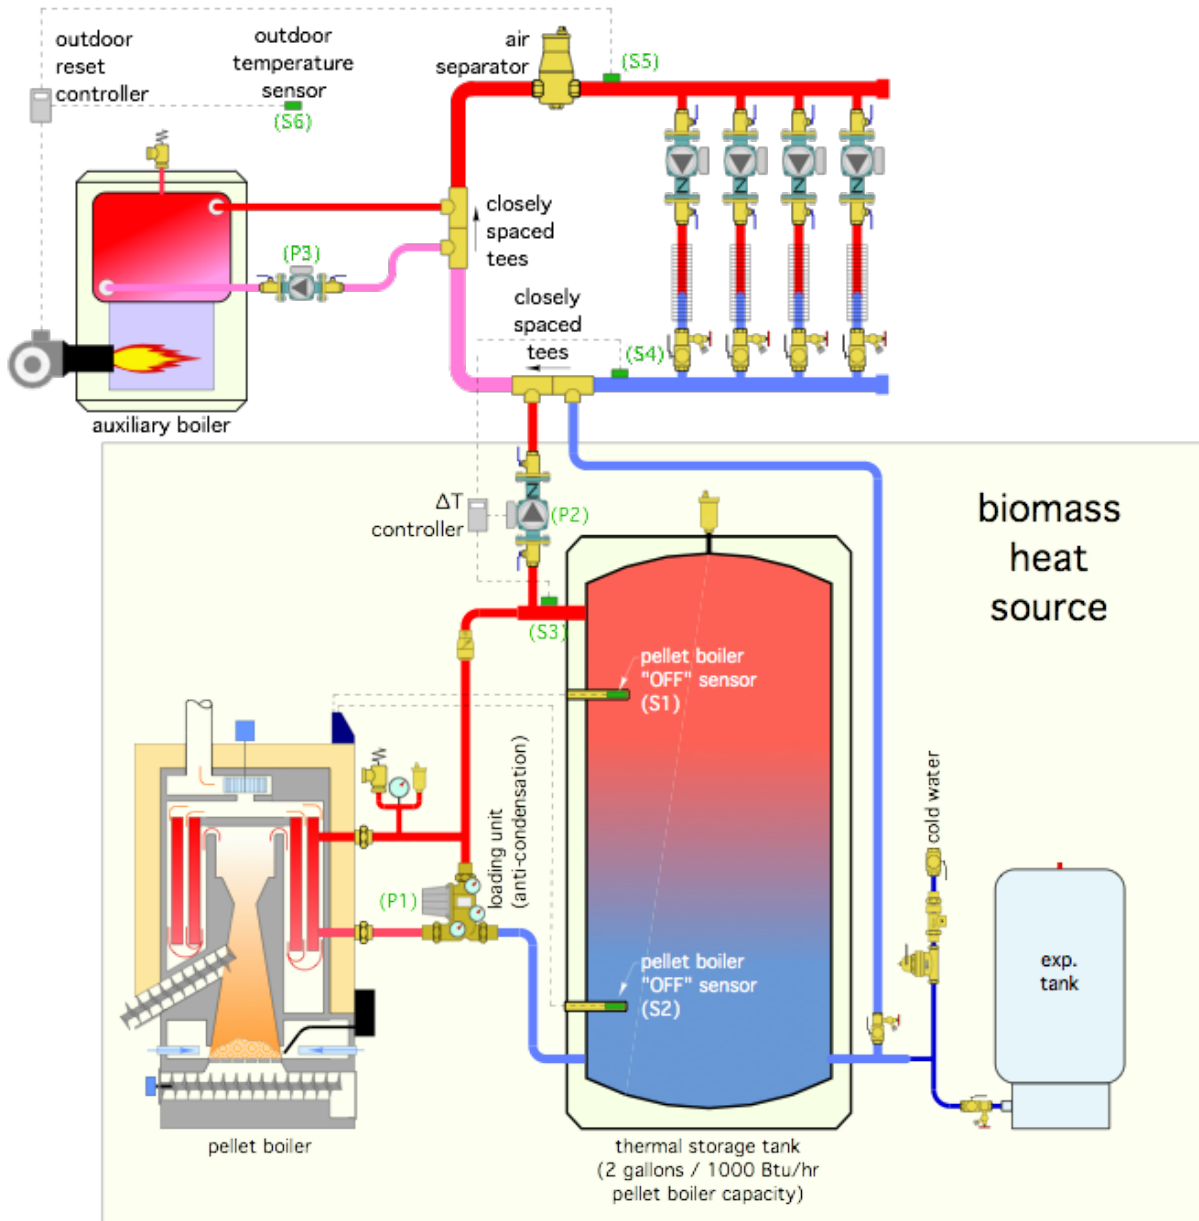 outdoor
reset
controller
outdoor
temperature
sensor
(S6)
air
separator
(S5)
closely
spaced
tees
(P3)
closely
spaced
tees
(S4)
auxiliary boiler
ΔT
controller
(P2)
biomass
heat
source
(S3)
pellet boiler
"OFF" sensor
(S1)
loading unit
(anti-condensation)
(P1)
cold water
pellet boiler
"OFF" sensor
(S2)
exp.
tank
pellet boiler
thermal storage tank
(2 gallons / 1000 Btu/hr
pellet boiler capacity)